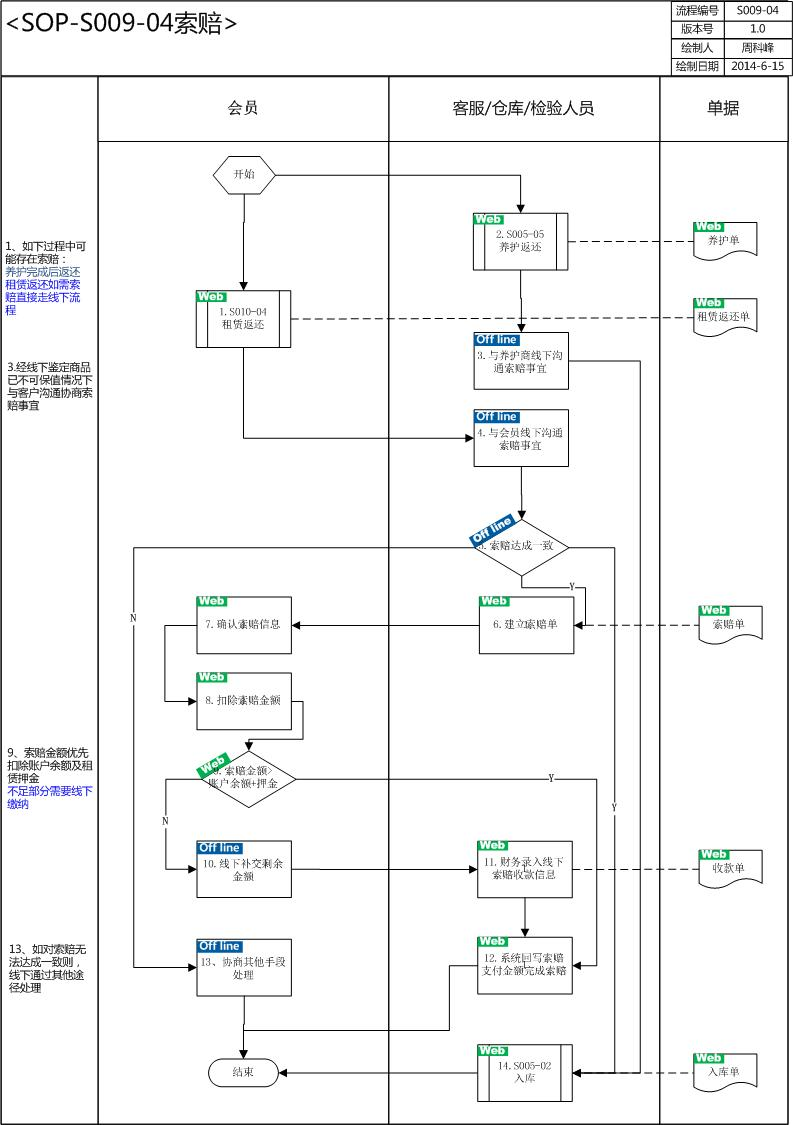 <SOP-S009-04索赔>
流程编号 S009-04
版本号 1.0
绘制人 周科峰
绘制日期 2014-6-15
会员
客服/仓库/检验人员
单据
开始
Web
2.S005-05
养护返还
Web
养护单
1、如下过程中可
能存在索赔：
养护完成后返还
租赁返还如需索
赔直接走线下流
程
Web
1.S010-04
租赁返还
Web
租赁返还单
Off line
3.与养护商线下沟
通索赔事宜
3.经线下鉴定商品
已不可保值情况下
与客户沟通协商索
赔事宜
Off line
4.与会员线下沟通
索赔事宜
Off line
5.索赔达成一致
Y
N
Web
7.确认索赔信息
Web
6.建立索赔单
Web
索赔单
Web
8.扣除索赔金额
9、索赔金额优先
扣除账户余额及租
赁押金
不足部分需要线下
缴纳
Web
9.索赔金额>
账户余额+押金
Y
Y
N
Off line
10.线下补交剩余
金额
Web
11.财务录入线下
索赔收款信息
Web
收款单
13、如对索赔无
法达成一致则，
线下通过其他途
径处理
Off line
13、协商其他手段
处理
Web
12.系统回写索赔
支付金额完成索赔
结束
Web
14.S005-02
入库
Web
入库单